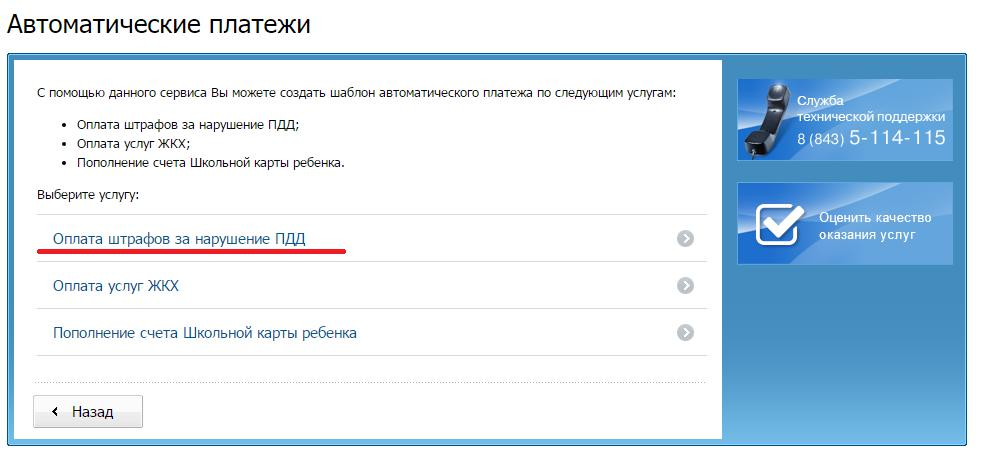 Автоматические платежи
С помощью данного сервиса Вы можете создать шаблон автоматического платежа по следующим услугам:
Оплата штрафов за нарушение ПДД;
Оплата услуг ЖКХ;
Пополнение счета Школьной карты ребенка.
Выберите услугу:
Оплата штрафов за нарушение ПДД
Оплата услуг ЖКХ
Пополнение счета Школьной карты ребенка
Назад
Служба
технической поддержки
8 (843) 5-114-115
Оценить качество
оказания услуг